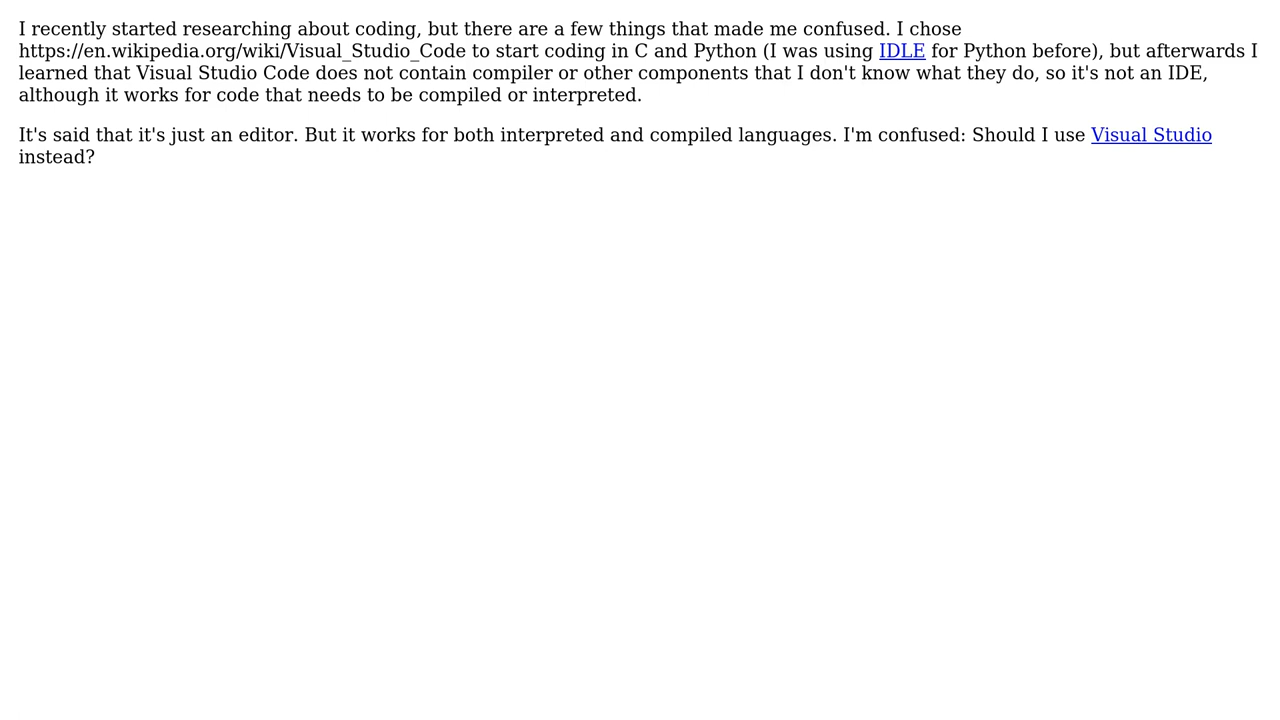 I recently started researching about coding, but there are a few things that made me confused. I chose
https://en.wikipedia.org/wiki/Visual_Studio_Code to start coding in C and Python (I was using IDLE for Python before), but afterwards I
learned that Visual Studio Code does not contain compiler or other components that I don't know what they do, so it's not an IDE,
although it works for code that needs to be compiled or interpreted.
It's said that it's just an editor. But it works for both interpreted and compiled languages. I'm confused: Should I use Visual Studio
instead?